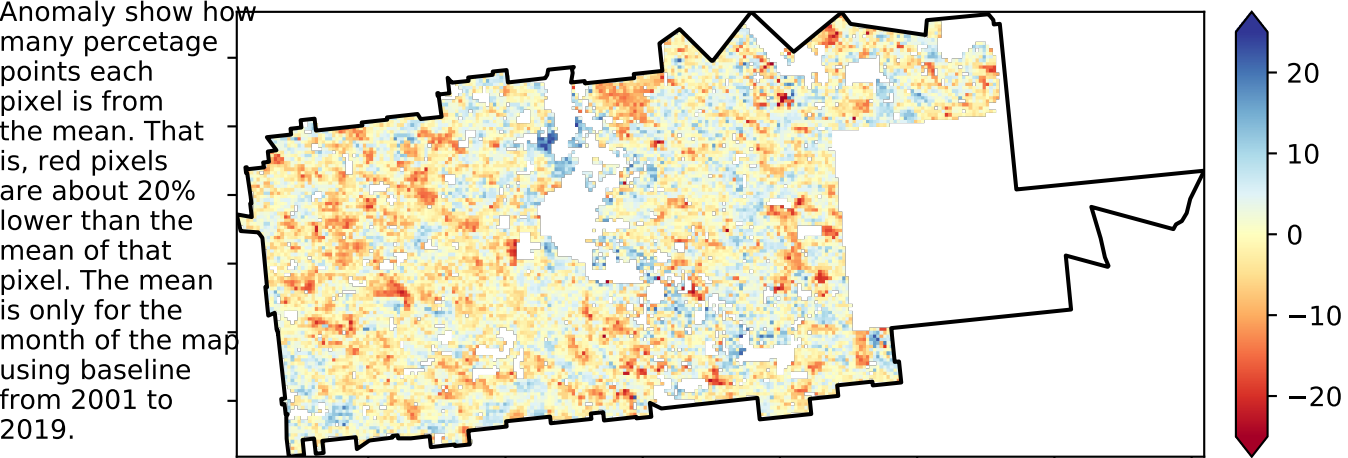 Anomaly show how
many percetage
points each
pixel is from
the mean. That
is, red pixels
are about 20%
lower than the
mean of that
pixel. The mean
is only for the
month of the map
using baseline
from 2001 to
2019.
20
10
0
−10
−20